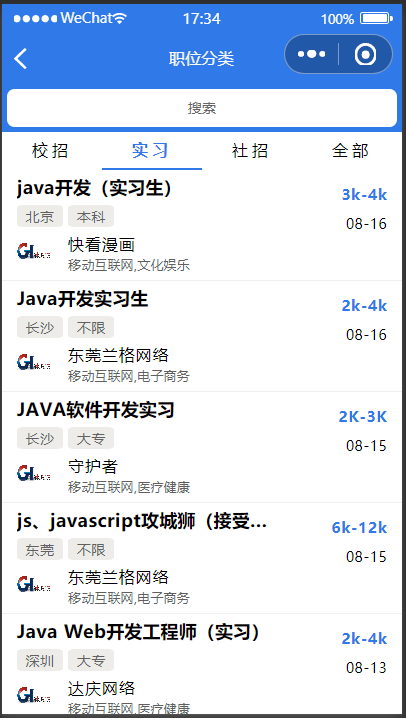 WeChat 17:34 100%
职位分类
搜索
校招 实习 社招 全部
java开发（实习生） 3k-4k
北京 本科 08-16
快看漫画
移动互联网,文化娱乐
Java开发实习生 2k-4k
长沙 不限 08-16
东莞兰格网络
移动互联网,电子商务
JAVA软件开发实习 2K-3K
长沙 大专 08-15
守护者
移动互联网,医疗健康
js、javascript攻城狮（接受... 6k-12k
东莞 不限 08-15
东莞兰格网络
移动互联网,电子商务
Java Web开发工程师（实习） 2k-4k
深圳 大专 08-13
达庆网络
移动互联网,医疗健康